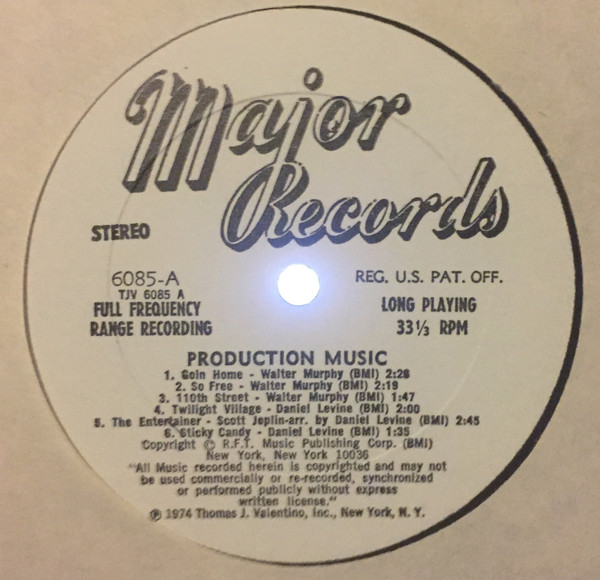 Major
Records
STEREO
6085-A
TJV 6085 A
FULL FREQUENCY
RANGE RECORDING
REG. U.S. PAT. OFF.
LONG PLAYING
33⅓ RPM
PRODUCTION MUSIC
1. Goin Home - Walter Murphy (BMI) 2:28
2. So Free - Walter Murphy (BMI) 2:19
3. 110th Street - Walter Murphy (BMI) 1:47
4. Twilight Village - Daniel Levine (BMI) 2:00
5. The Entertainer - Scott Joplin-arr. by Daniel Levine (BMI) 2:45
6. Sticky Candy - Daniel Levine (BMI) 1:35
Copyright © R.F.T. Music Publishing Corp. (BMI)
New York, New York 10036
"All Music recorded herein is copyrighted and may not
be used commercially or re-recorded, synchronized
or performed publicly without express
written license."
℗ 1974 Thomas J. Valentino, Inc., New York, N. Y.